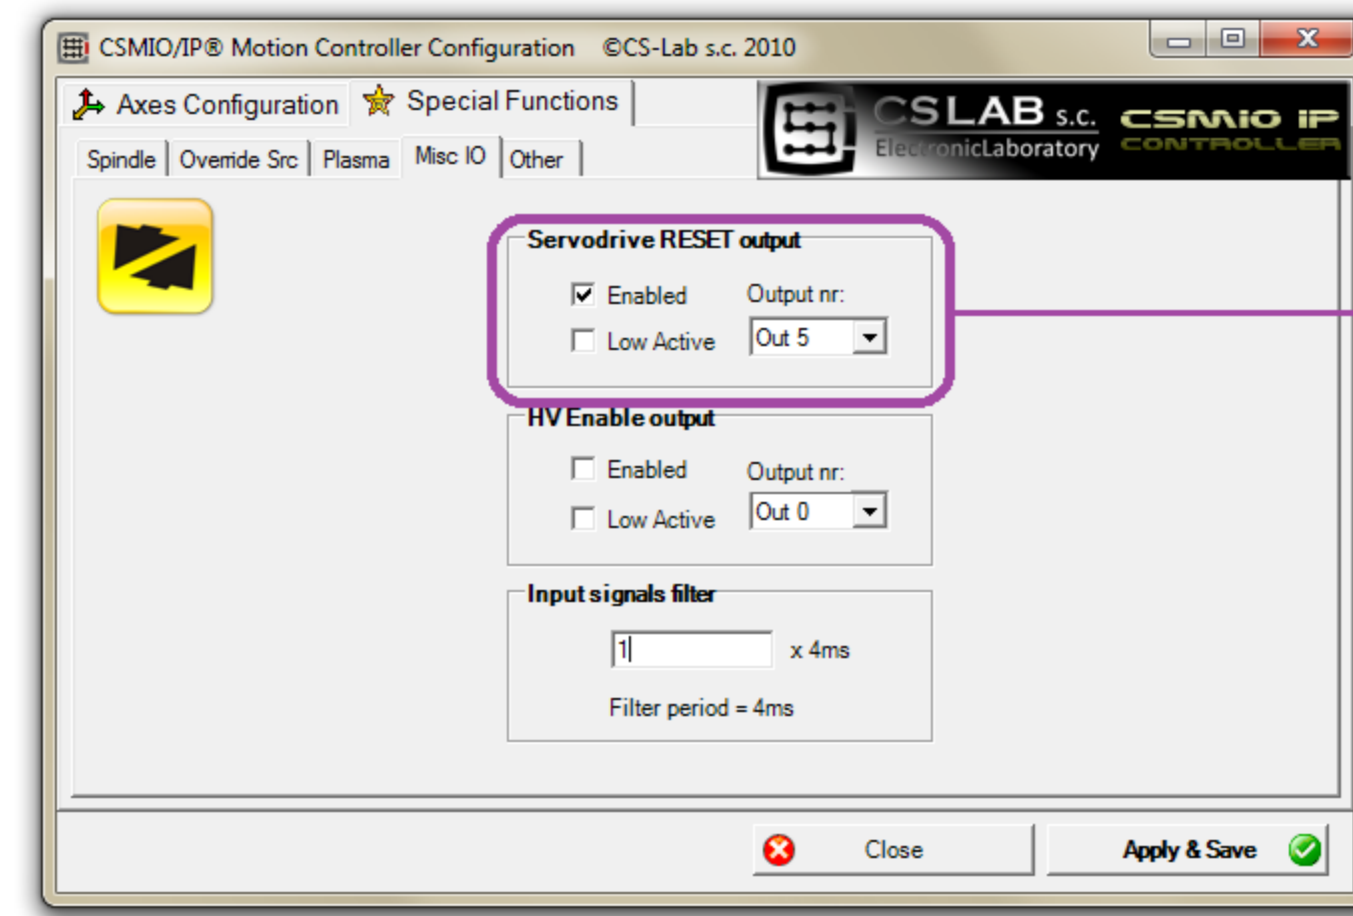 CSMIO/IP® Motion Controller Configuration ©CS-Lab s.c. 2010
Axes Configuration Special Functions
CSLAB s.c.
ElectronicLaboratory
CSMIO IP
CONTROLLER
Spindle Override Src Plasma Misc IO Other
Servodrive RESET output
Enabled Output nr:
Low Active Out 5
HV Enable output
Enabled Output nr:
Low Active Out 0
Input signals filter
1 x 4ms
Filter period = 4ms
Close Apply & Save